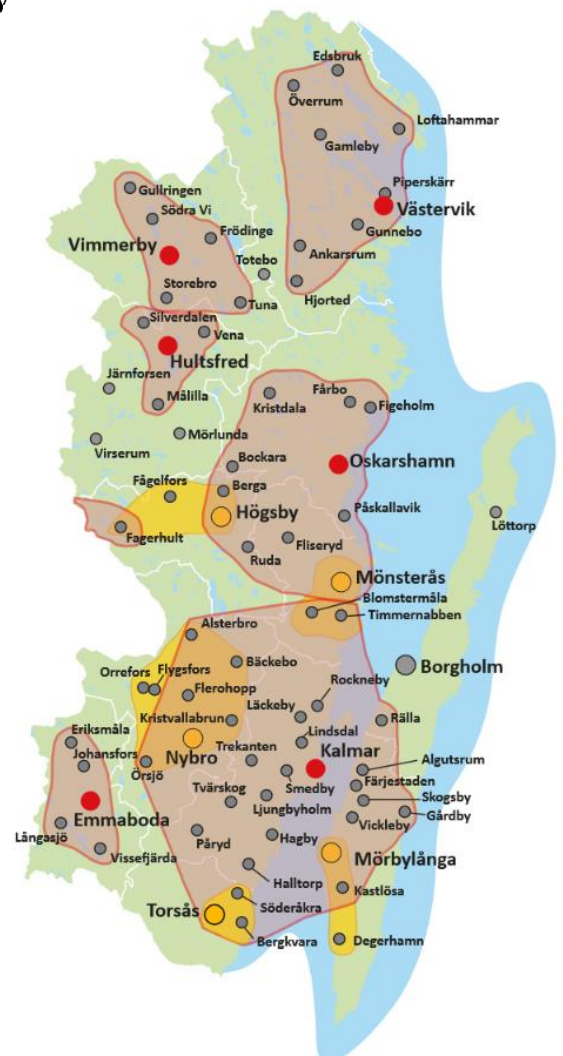 Edsbruk
Överrum
Loftahammar
Gamleby
Piperskärr
Gullringen
Västervik
Södra Vi
Gunnebo
Frödinge
Vimmerby
Ankarsrum
Totebo
Storebro
Hjorted
Tuna
Silverdalen
Vena
Hultsfred
Järnforsen
Fårbo
Målilla
Kristdala
Figeholm
Mörlunda
Virserum
Bockara
Oskarshamn
Fågelfors
Berga
Högsby
Påskallavik
Löttorp
Fagerhult
Fliseryd
Ruda
Mönsterås
Blomstermåla
Timmernabben
Alsterbro
Bäckebo
Borgholm
Orrefors
Flygsfors
Rockneby
Flerohopp
Läckeby
Kristvallabrun
Rälla
Eriksmåla
Lindsdal
Johansfors
Nybro
Trekanten
Kalmar
Algutsrum
Örsjö
Smedby
Färjestaden
Tvärskog
Skogsby
Ljungbyholm
Gårdby
Emmaboda
Vickleby
Långasjö
Påryd
Hagby
Vissefjärda
Mörbylånga
Halltorp
Kastlösa
Torsås
Söderåkra
Bergkvara
Degerhamn